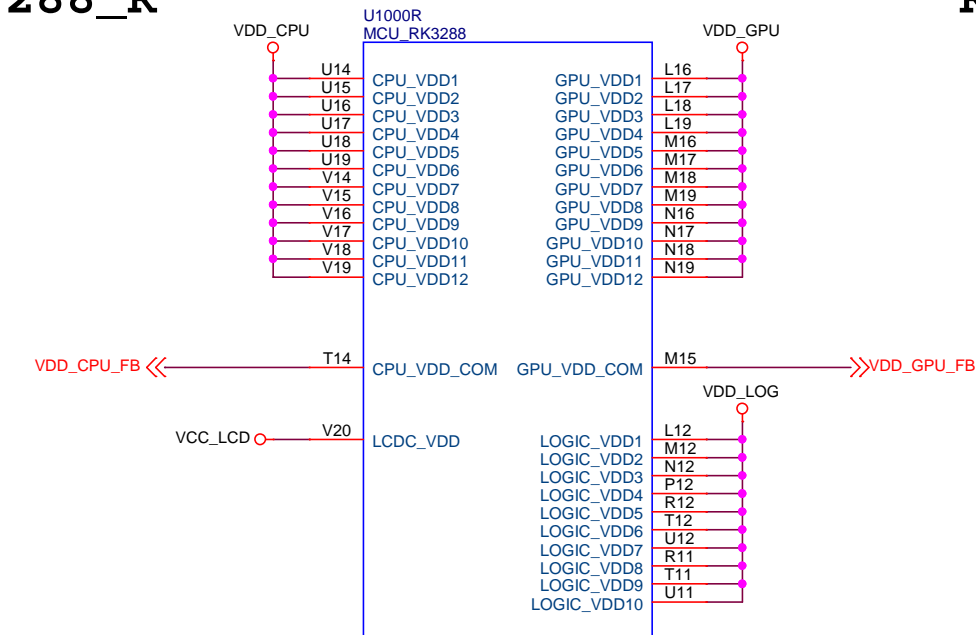 288_R
U1000R
MCU_RK3288
VDD_CPU
VDD_GPU
U14 CPU_VDD1 GPU_VDD1 L16
U15 CPU_VDD2 GPU_VDD2 L17
U16 CPU_VDD3 GPU_VDD3 L18
U17 CPU_VDD4 GPU_VDD4 L19
U18 CPU_VDD5 GPU_VDD5 M16
U19 CPU_VDD6 GPU_VDD6 M17
V14 CPU_VDD7 GPU_VDD7 M18
V15 CPU_VDD8 GPU_VDD8 M19
V16 CPU_VDD9 GPU_VDD9 N16
V17 CPU_VDD10 GPU_VDD10 N17
V18 CPU_VDD11 GPU_VDD11 N18
V19 CPU_VDD12 GPU_VDD12 N19
VDD_CPU_FB T14 CPU_VDD_COM GPU_VDD_COM M15 VDD_GPU_FB
VDD_LOG
VCC_LCD V20 LCDC_VDD LOGIC_VDD1 L12
LOGIC_VDD2 M12
LOGIC_VDD3 N12
LOGIC_VDD4 P12
LOGIC_VDD5 R12
LOGIC_VDD6 T12
LOGIC_VDD7 U12
LOGIC_VDD8 R11
LOGIC_VDD9 T11
LOGIC_VDD10 U11